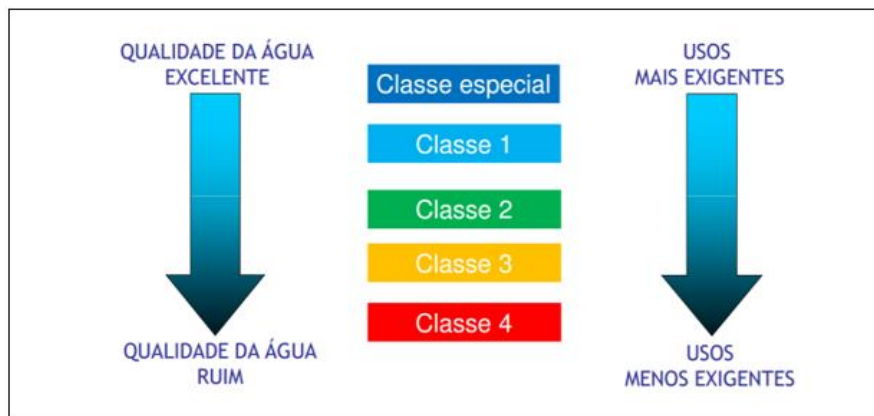 QUALIDADE DA ÁGUA
EXCELENTE
Classe especial
USOS
MAIS EXIGENTES
Classe 1
Classe 2
Classe 3
Classe 4
QUALIDADE DA ÁGUA
RUIM
USOS
MENOS EXIGENTES